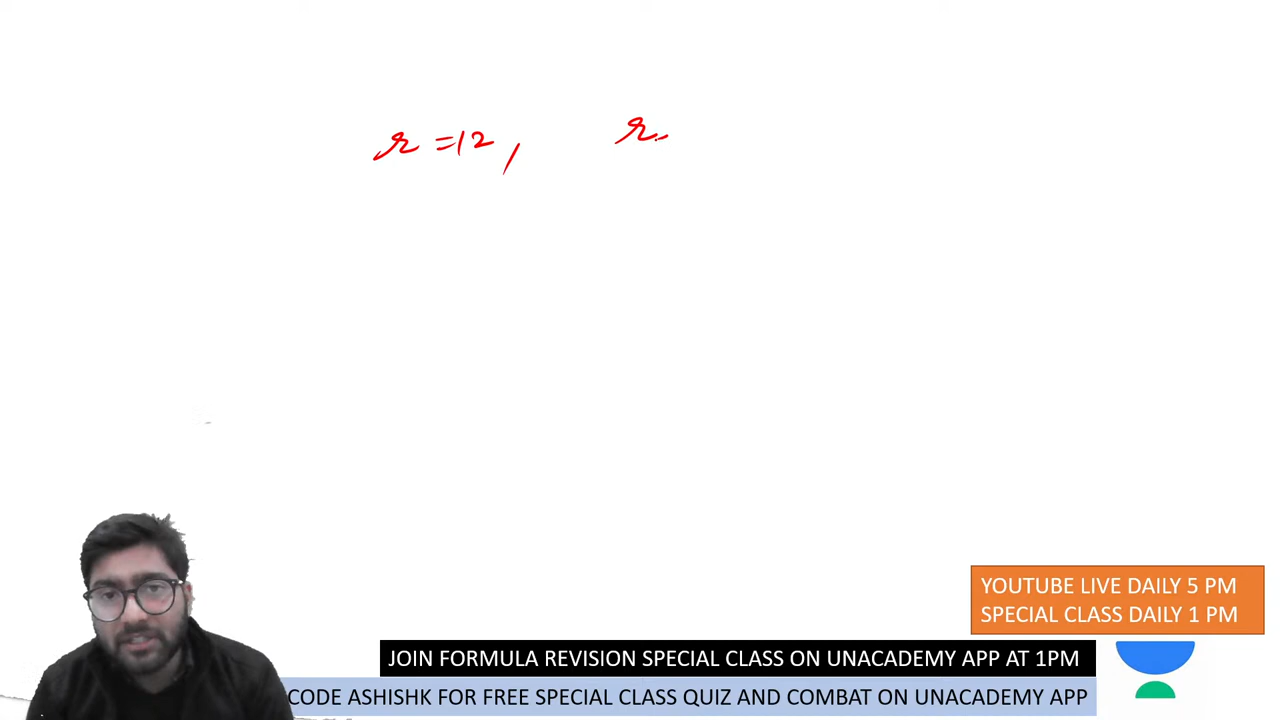 r = 12, r
YOUTUBE LIVE DAILY 5 PM
SPECIAL CLASS DAILY 1 PM
JOIN FORMULA REVISION SPECIAL CLASS ON UNACADEMY APP AT 1PM
CODE ASHISHK FOR FREE SPECIAL CLASS QUIZ AND COMBAT ON UNACADEMY APP